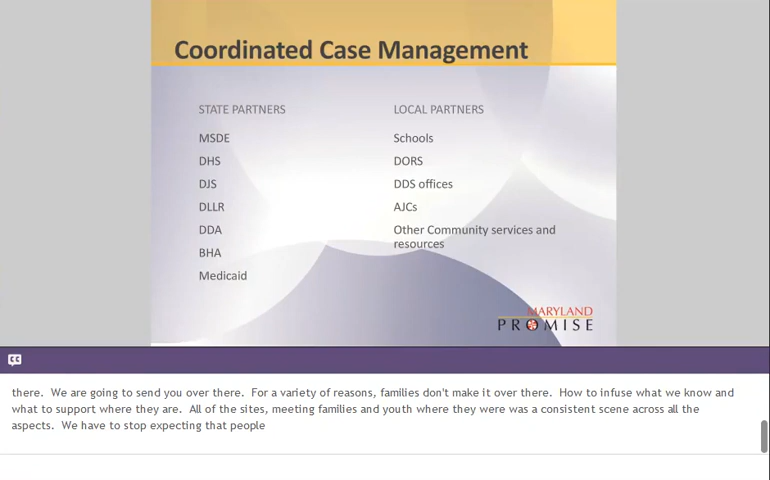 Coordinated Case Management
STATE PARTNERS
MSDE
DHS
DJS
DLLR
DDA
BHA
Medicaid
LOCAL PARTNERS
Schools
DORS
DDS offices
AJCs
Other Community services and
resources
MARYLAND
PROMISE
CC
there. We are going to send you over there. For a variety of reasons, families don't make it over there. How to infuse what we know and
what to support where they are. All of the sites, meeting families and youth where they were was a consistent scene across all the
aspects. We have to stop expecting that people